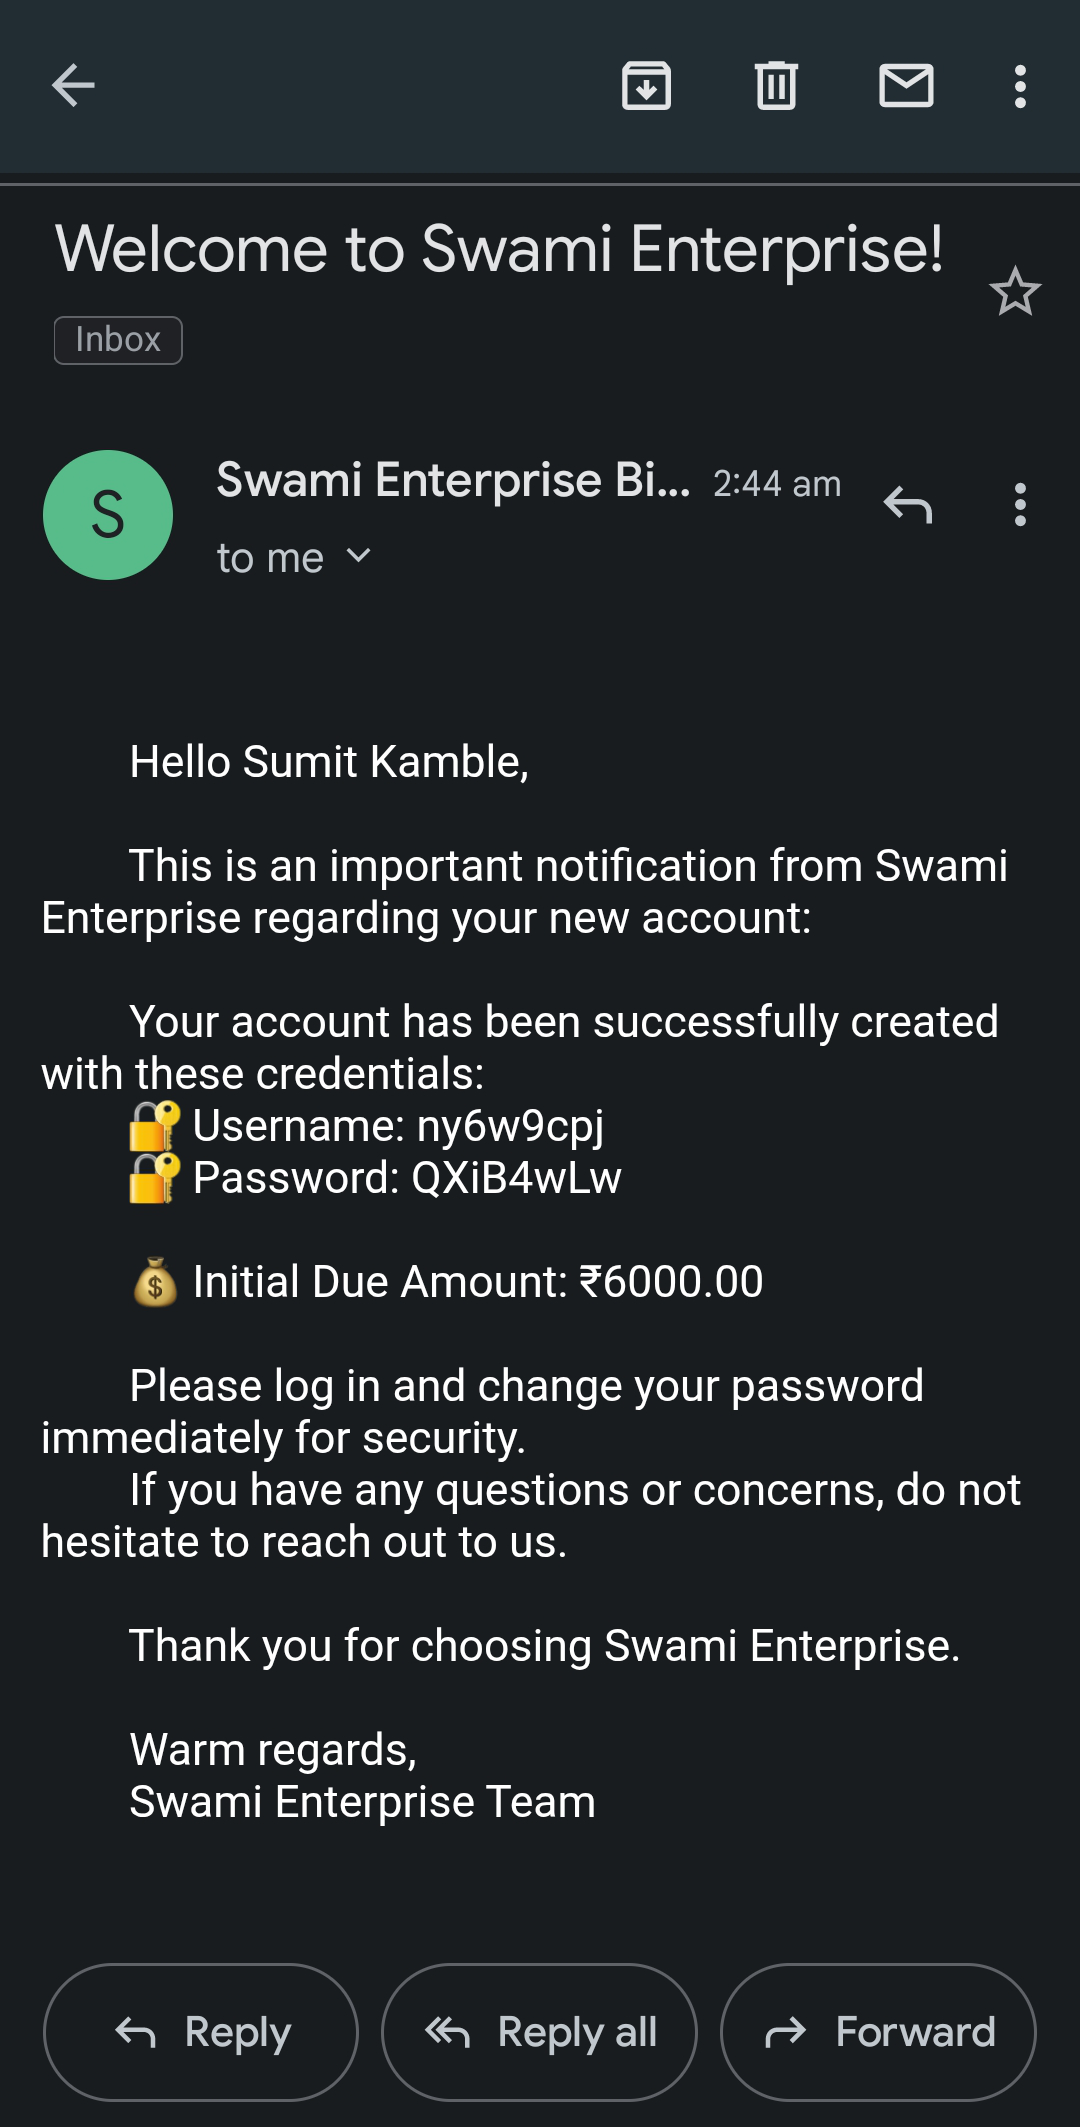 Welcome to Swami Enterprise!
Inbox
S
Swami Enterprise Bi... 2:44 am
to me
Hello Sumit Kamble,
This is an important notification from Swami
Enterprise regarding your new account:
Your account has been successfully created
with these credentials:
🔐 Username: ny6w9cpj
🔐 Password: QXiB4wLw
💰 Initial Due Amount: ₹6000.00
Please log in and change your password
immediately for security.
If you have any questions or concerns, do not
hesitate to reach out to us.
Thank you for choosing Swami Enterprise.
Warm regards,
Swami Enterprise Team
Reply
Reply all
Forward